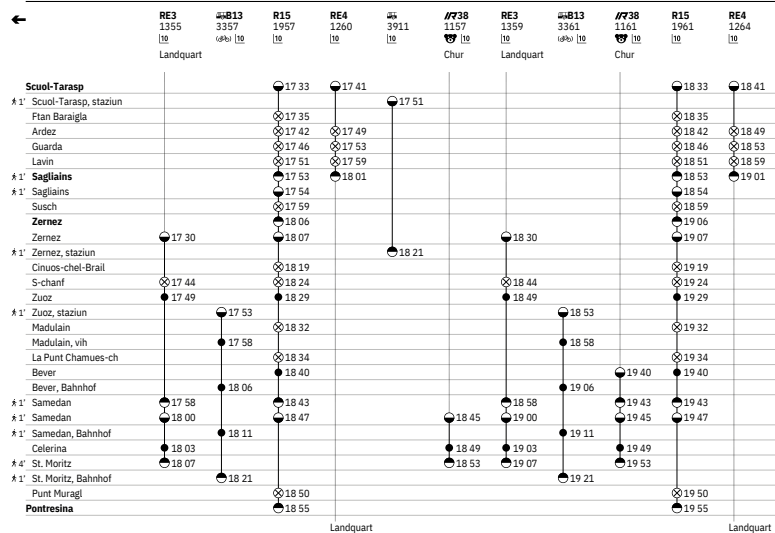 RE3 B13 R15 RE4 R38 RE3 B13 R38 R15 RE4
1355 3357 1957 1260 3911 1157 1359 3361 1161 1961 1264
10 10 10 10 10 10 10 10 10 10 10
Landquart Chur Landquart Chur
Scuol-Tarasp 17 33 17 41 18 33 18 41
1' Scuol-Tarasp, staziun 17 51
Ftan Baraigla 17 35 18 35
Ardez 17 42 17 49 18 42 18 49
Guarda 17 46 17 53 18 46 18 53
Lavin 17 51 17 59 18 51 18 59
1' Sagliains 17 53 18 01 18 53 19 01
1' Sagliains 17 54 18 54
Susch 17 59 18 59
Zernez 18 06 19 06
Zernez 17 30 18 07 18 30 19 07
1' Zernez, staziun 18 21
Cinuos-chel-Brail 18 19 19 19
S-chanf 17 44 18 24 18 44 19 24
Zuoz 17 49 18 29 18 49 19 29
1' Zuoz, staziun 17 53 18 53
Madulain 18 32 19 32
Madulain, vih 17 58 18 58
La Punt Chamues-ch 18 34 19 34
Bever 18 40 19 40 19 40
Bever, Bahnhof 18 06 19 06
1' Samedan 17 58 18 43 18 58 19 43 19 43
1' Samedan 18 00 18 47 18 45 19 00 19 45 19 47
1' Samedan, Bahnhof 18 11 19 11
Celerina 18 03 18 49 19 03 19 49
4' St. Moritz 18 07 18 53 19 07 19 53
1' St. Moritz, Bahnhof 18 21 19 21
Punt Muragl 18 50 19 50
Pontresina 18 55 19 55
Landquart Landquart